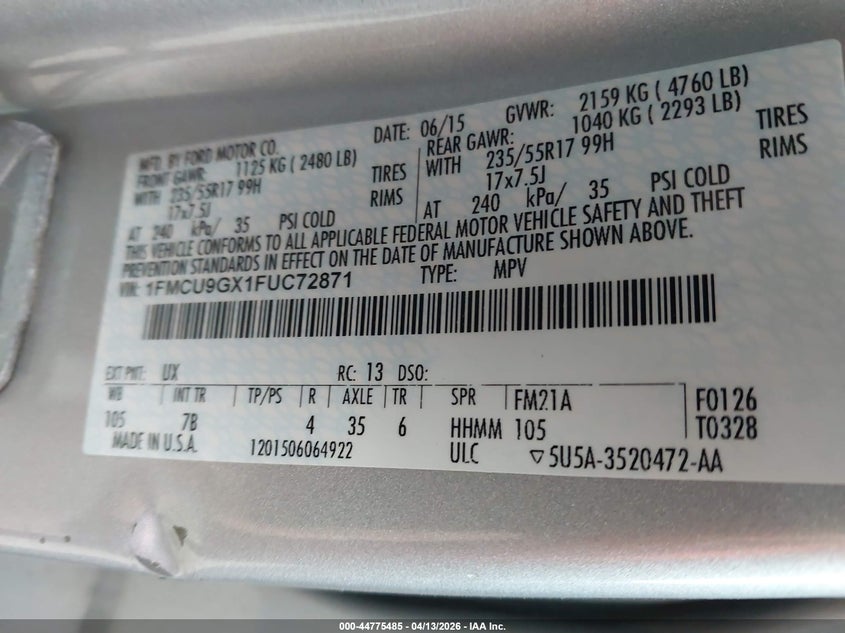 MFD. BY FORD MOTOR CO.
DATE: 06/15 GVWR: 2159 KG ( 4760 LB)
FRONT GAWR: 1125 KG ( 2480 LB)
WITH 235/55R17 99H TIRES
17x7.5J RIMS
AT 240 kPa/ 35 PSI COLD
REAR GAWR: 1040 KG ( 2293 LB)
WITH 235/55R17 99H TIRES
17x7.5J RIMS
AT 240 kPa/ 35 PSI COLD
THIS VEHICLE CONFORMS TO ALL APPLICABLE FEDERAL MOTOR VEHICLE SAFETY AND THEFT
PREVENTION STANDARDS IN EFFECT ON THE DATE OF MANUFACTURE SHOWN ABOVE.
VIN: 1FMCU9GX1FUC72871 TYPE: MPV
EXT PNT: UX RC: 13 DSO:
WB INT TR TP/PS R AXLE TR SPR FM21A F0126
105 7B 4 35 6 HHMM 105 T0328
MADE IN U.S.A. 1201506064922 ULC ▽5U5A-3520472-AA
000-44775485 - 04/13/2026 - IAA Inc.